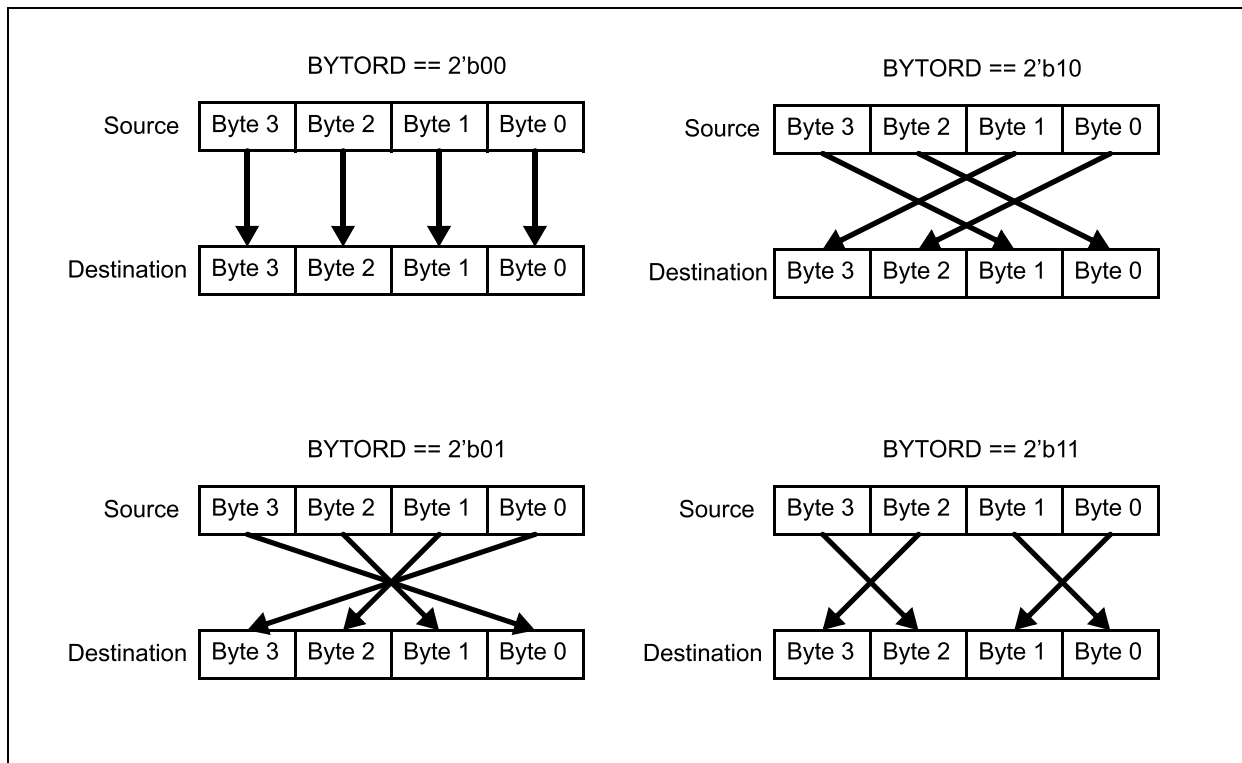 BYTORD == 2’b00
Source Byte 3 Byte 2 Byte 1 Byte 0
Destination Byte 3 Byte 2 Byte 1 Byte 0
BYTORD == 2’b10
Source Byte 3 Byte 2 Byte 1 Byte 0
Destination Byte 3 Byte 2 Byte 1 Byte 0
BYTORD == 2’b01
Source Byte 3 Byte 2 Byte 1 Byte 0
Destination Byte 3 Byte 2 Byte 1 Byte 0
BYTORD == 2’b11
Source Byte 3 Byte 2 Byte 1 Byte 0
Destination Byte 3 Byte 2 Byte 1 Byte 0